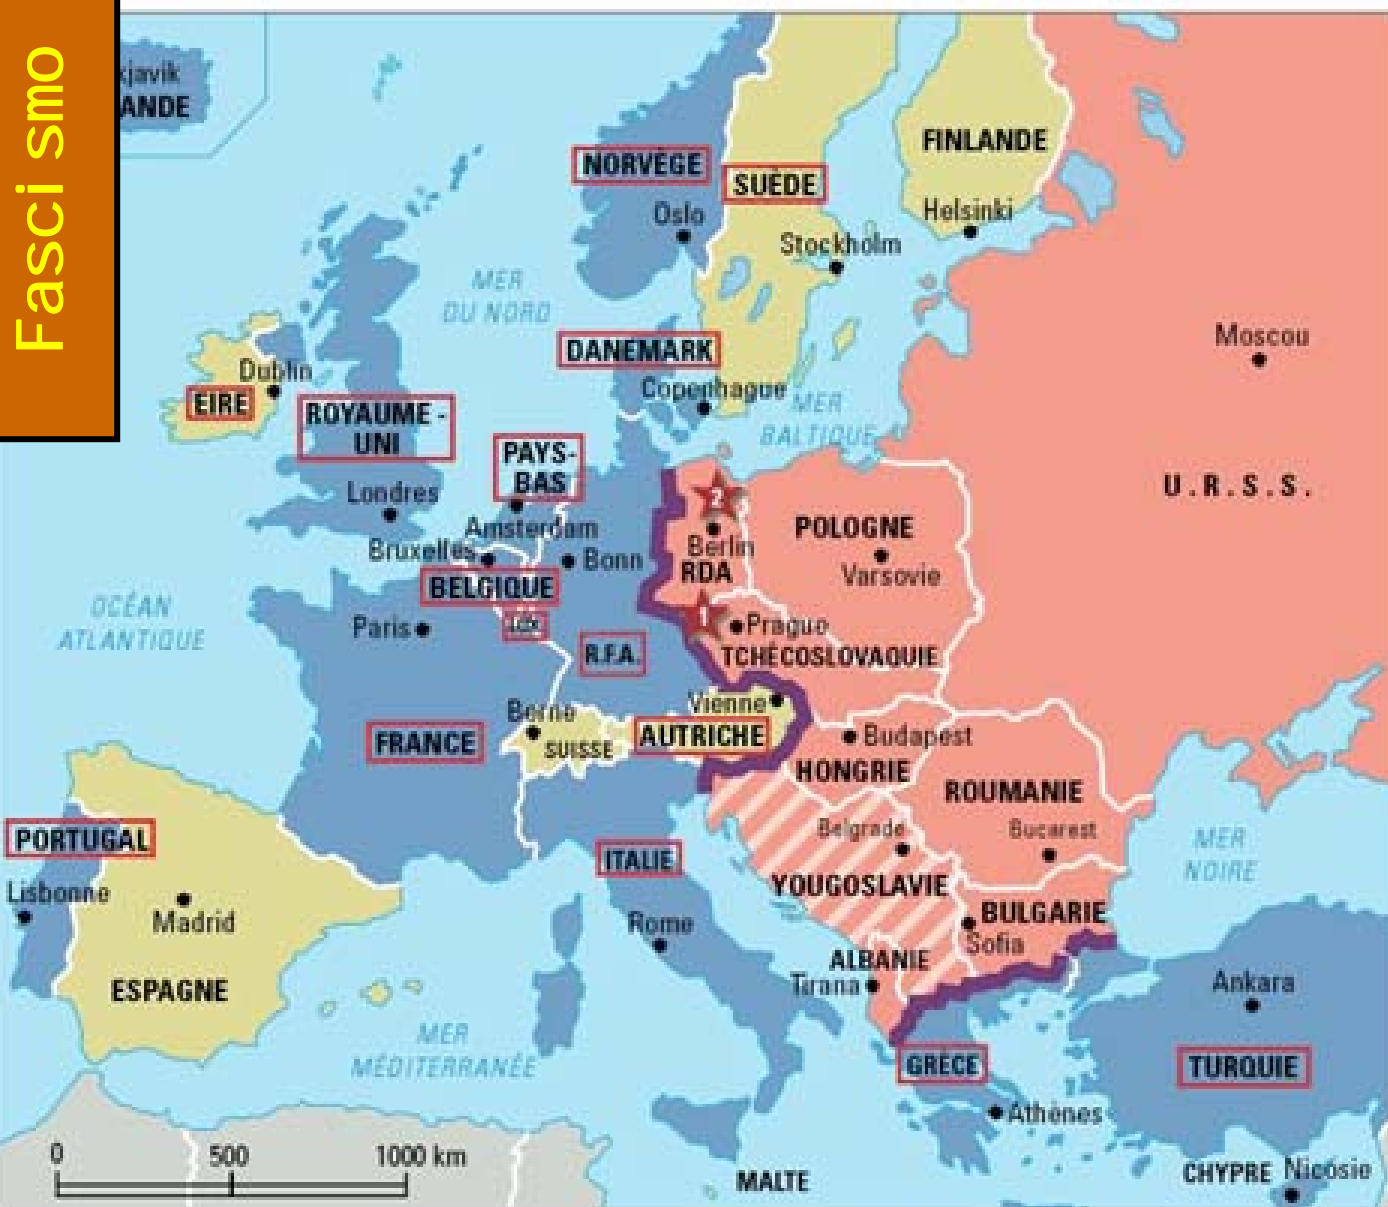 Fasci smo
kjavik
ANDE
NORVÈGE
SUÈDE
FINLANDE
Oslo
Helsinki
Stockholm
MER
DU NORD
Moscou
DANEMARK
Dublin
Copenhague
EIRE
ROYAUME -
UNI
MER
BALTIQUE
PAYS-
BAS
U.R.S.S.
Londres
2
Amsterdam
POLOGNE
Bruxelles
Bonn
Berlin
RDA
Varsovie
BELGIQUE
OCÉAN
ATLANTIQUE
Paris
1
Prague
R.F.A.
TCHÉCOSLOVAQUIE
Vienne
Berne
FRANCE
SUISSE
AUTRICHE
Budapest
HONGRIE
ROUMANIE
PORTUGAL
Belgrade
Bucarest
MER
NOIRE
ITALIE
YOUGOSLAVIE
Lisbonne
Madrid
Rome
BULGARIE
Sofia
ALBANIE
Tirana
ESPAGNE
Ankara
MER
MÉDITERRANÉE
GRÈCE
TURQUIE
Athènes
0 500 1000 km
MALTE
CHYPRE Nicosie